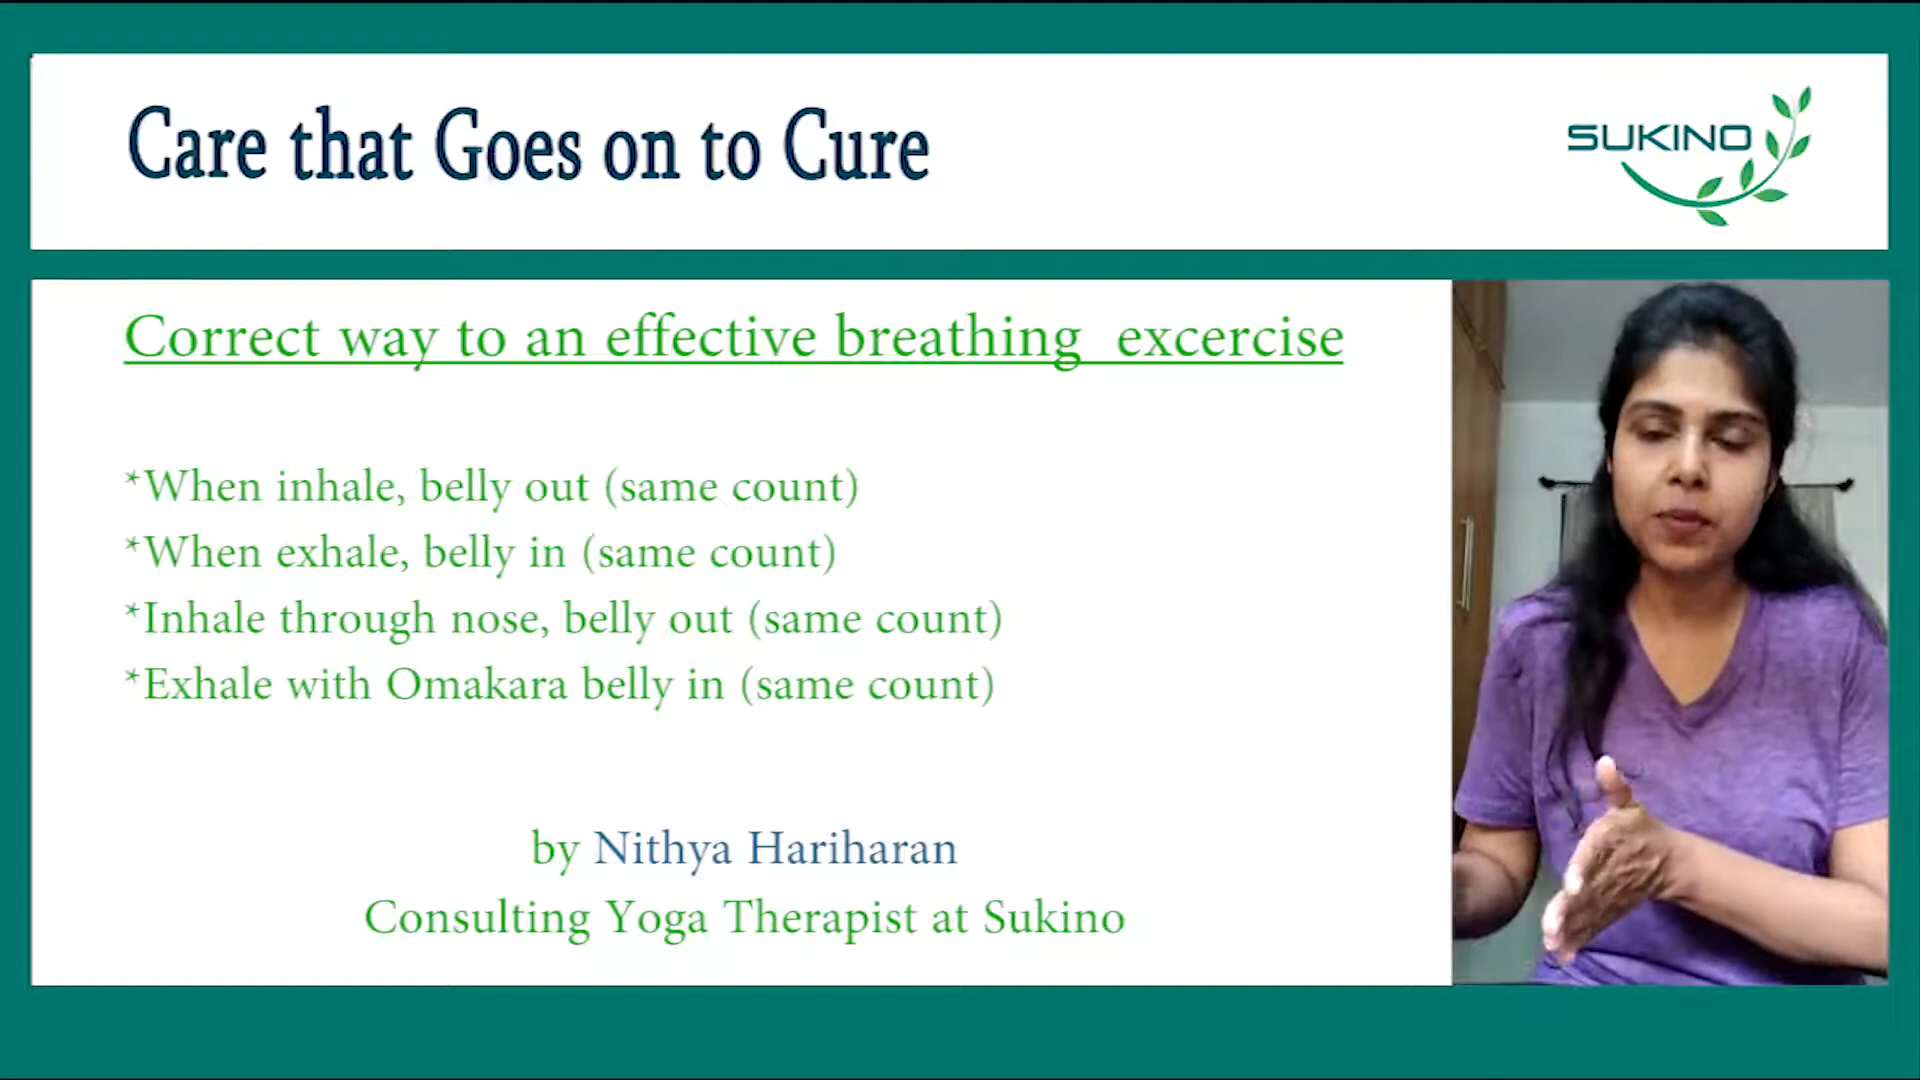 Care that Goes on to Cure
SUKINO
Correct way to an effective breathing excercise
*When inhale, belly out (same count)
*When exhale, belly in (same count)
*Inhale through nose, belly out (same count)
*Exhale with Omakara belly in (same count)
by Nithya Hariharan
Consulting Yoga Therapist at Sukino